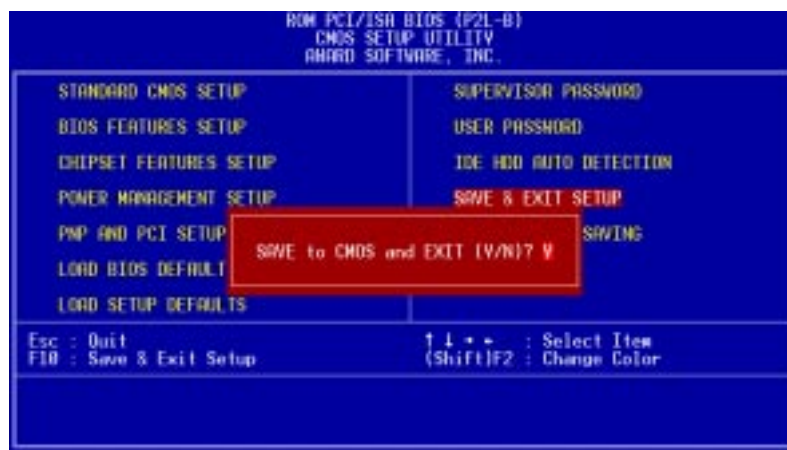 ROM PCI/ISA BIOS (P2L-B)
CMOS SETUP UTILITY
AWARD SOFTWARE, INC.
STANDARD CMOS SETUP
BIOS FEATURES SETUP
CHIPSET FEATURES SETUP
POWER MANAGEMENT SETUP
PNP AND PCI SETUP
LOAD BIOS DEFAULT
LOAD SETUP DEFAULTS
SUPERVISOR PASSWORD
USER PASSWORD
IDE HDD AUTO DETECTION
SAVE & EXIT SETUP
SAVING
SAVE to CMOS and EXIT (Y/N)? Y
Esc : Quit
F10 : Save & Exit Setup
↑ ↓ → ← : Select Item
(Shift)F2 : Change Color